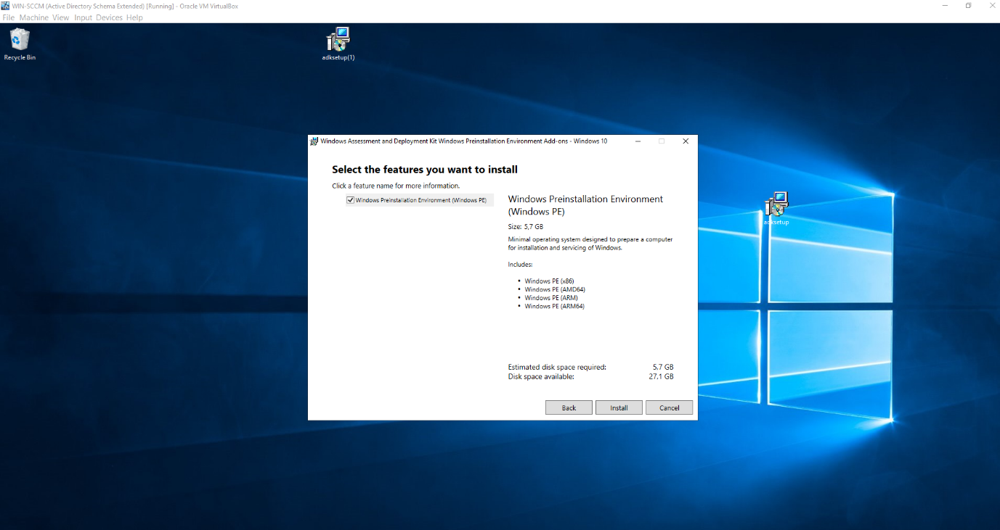 WIN-SCCM (Active Directory Schema Extended) [Running] - Oracle VM VirtualBox
File Machine View Input Devices Help
Recycle Bin
adksetup(1)
Windows Assessment and Deployment Kit Windows Preinstallation Environment Add-ons - Windows 10
Select the features you want to install
Click a feature name for more information.
Windows Preinstallation Environment (Windows PE)
Windows Preinstallation Environment
(Windows PE)
Size: 5,7 GB
Minimal operating system designed to prepare a computer
for installation and servicing of Windows.
Includes:
• Windows PE (x86)
• Windows PE (AMD64)
• Windows PE (ARM)
• Windows PE (ARM64)
Estimated disk space required: 5,7 GB
Disk space available: 27,1 GB
Back Install Cancel
adksetup